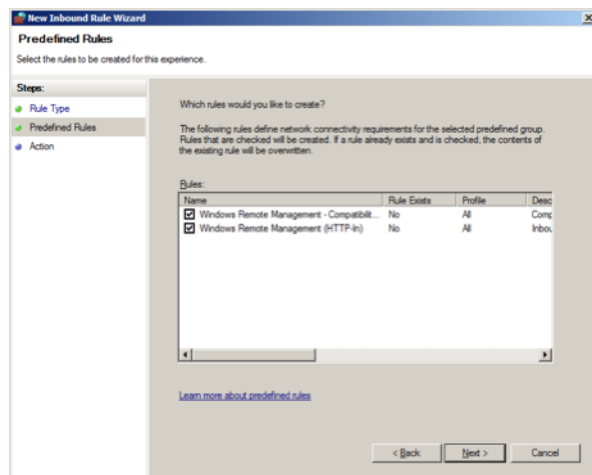 New Inbound Rule Wizard
Predefined Rules
Select the rules to be created for this experience.
Steps:
Rule Type
Predefined Rules
Action
Which rules would you like to create?
The following rules define network connectivity requirements for the selected predefined group.
Rules that are checked will be created. If a rule already exists and is checked, the contents of
the existing rule will be overwritten.
Rules:
Name Rule Exists Profile Desc
Windows Remote Management - Compatibilit... No All Comp
Windows Remote Management (HTTP-In) No All Inbou
Learn more about predefined rules
< Back Next > Cancel